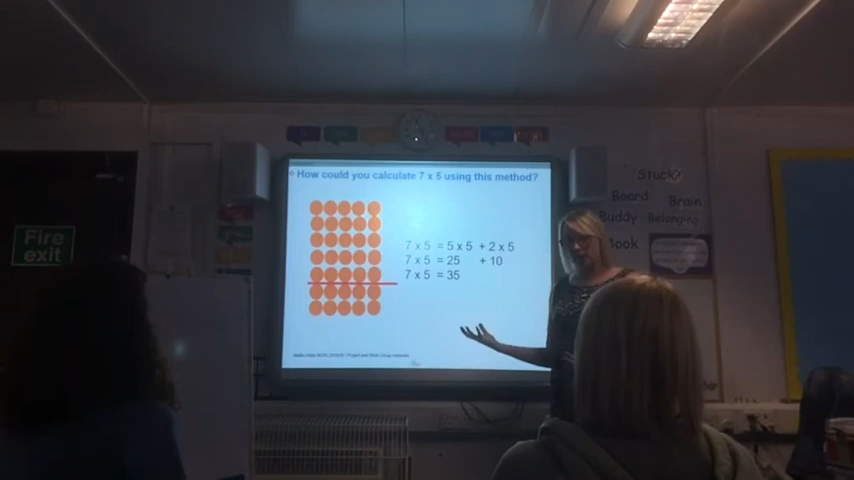 How could you calculate 7 x 5 using this method?
7 x 5 = 5 x 5 + 2 x 5
7 x 5 = 25 + 10
7 x 5 = 35
Fire
exit
Stuck?
Board
Brain
Buddy
Belonging
Book